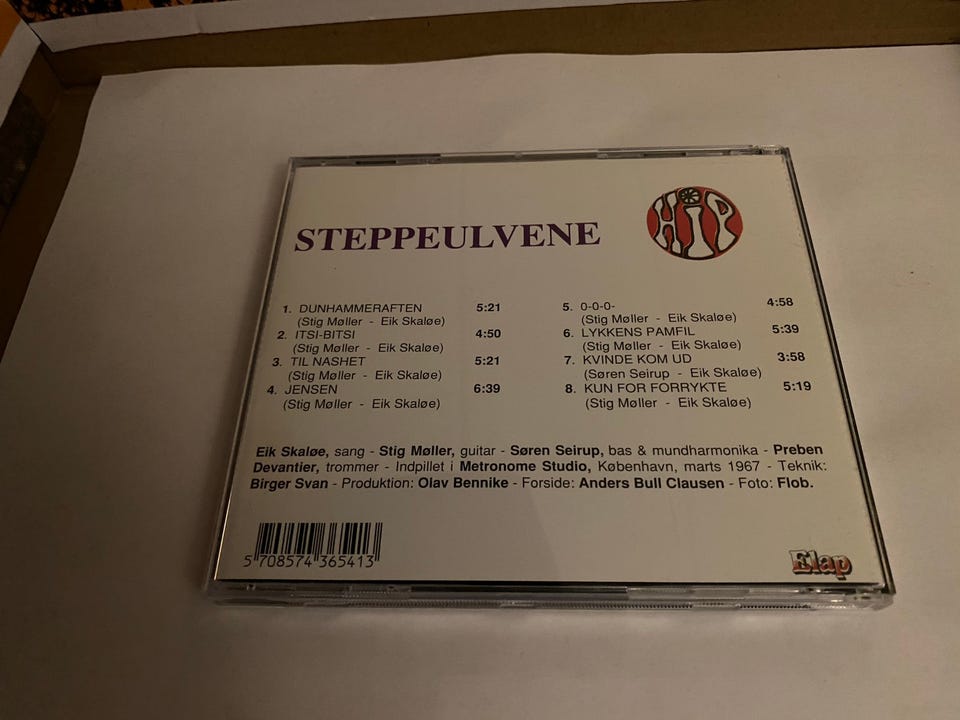 STEPPEULVENE
HIP
1. DUNHAMMERAFTEN 5:21
(Stig Møller - Eik Skaløe)
2. ITSI-BITSI 4:50
(Stig Møller - Eik Skaløe)
3. TIL NASHET 5:21
(Stig Møller - Eik Skaløe)
4. JENSEN 6:39
(Stig Møller - Eik Skaløe)
5. 0-0-0- 4:58
(Stig Møller - Eik Skaløe)
6. LYKKENS PAMFIL 5:39
(Stig Møller - Eik Skaløe)
7. KVINDE KOM UD 3:58
(Søren Seirup - Eik Skaløe)
8. KUN FOR FORRYKTE 5:19
(Stig Møller - Eik Skaløe)
Eik Skaløe, sang - Stig Møller, guitar - Søren Seirup, bas & mundharmonika - Preben
Devantier, trommer - Indpillet i Metronome Studio, København, marts 1967 - Teknik:
Birger Svan - Produktion: Olav Bennike - Forside: Anders Bull Clausen - Foto: Flob.
5 708574 365413
Elap